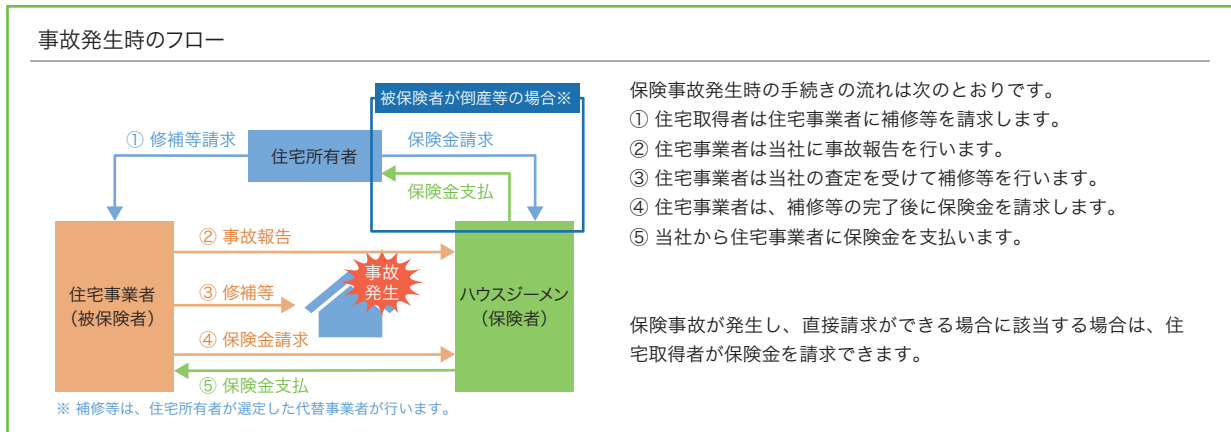 事故発生時のフロー
被保険者が倒産等の場合※
① 修補等請求
住宅所有者
保険金請求
保険金支払
② 事故報告
事故
発生
住宅事業者
（被保険者）
③ 修補等
ハウスジーメン
（保険者）
④ 保険金請求
⑤ 保険金支払
※ 補修等は、住宅所有者が選定した代替事業者が行います。
保険事故発生時の手続きの流れは次のとおりです。
① 住宅取得者は住宅事業者に補修等を請求します。
② 住宅事業者は当社に事故報告を行います。
③ 住宅事業者は当社の査定を受けて補修等を行います。
④ 住宅事業者は、補修等の完了後に保険金を請求します。
⑤ 当社から住宅事業者に保険金を支払います。
保険事故が発生し、直接請求ができる場合に該当する場合は、住
宅取得者が保険金を請求できます。